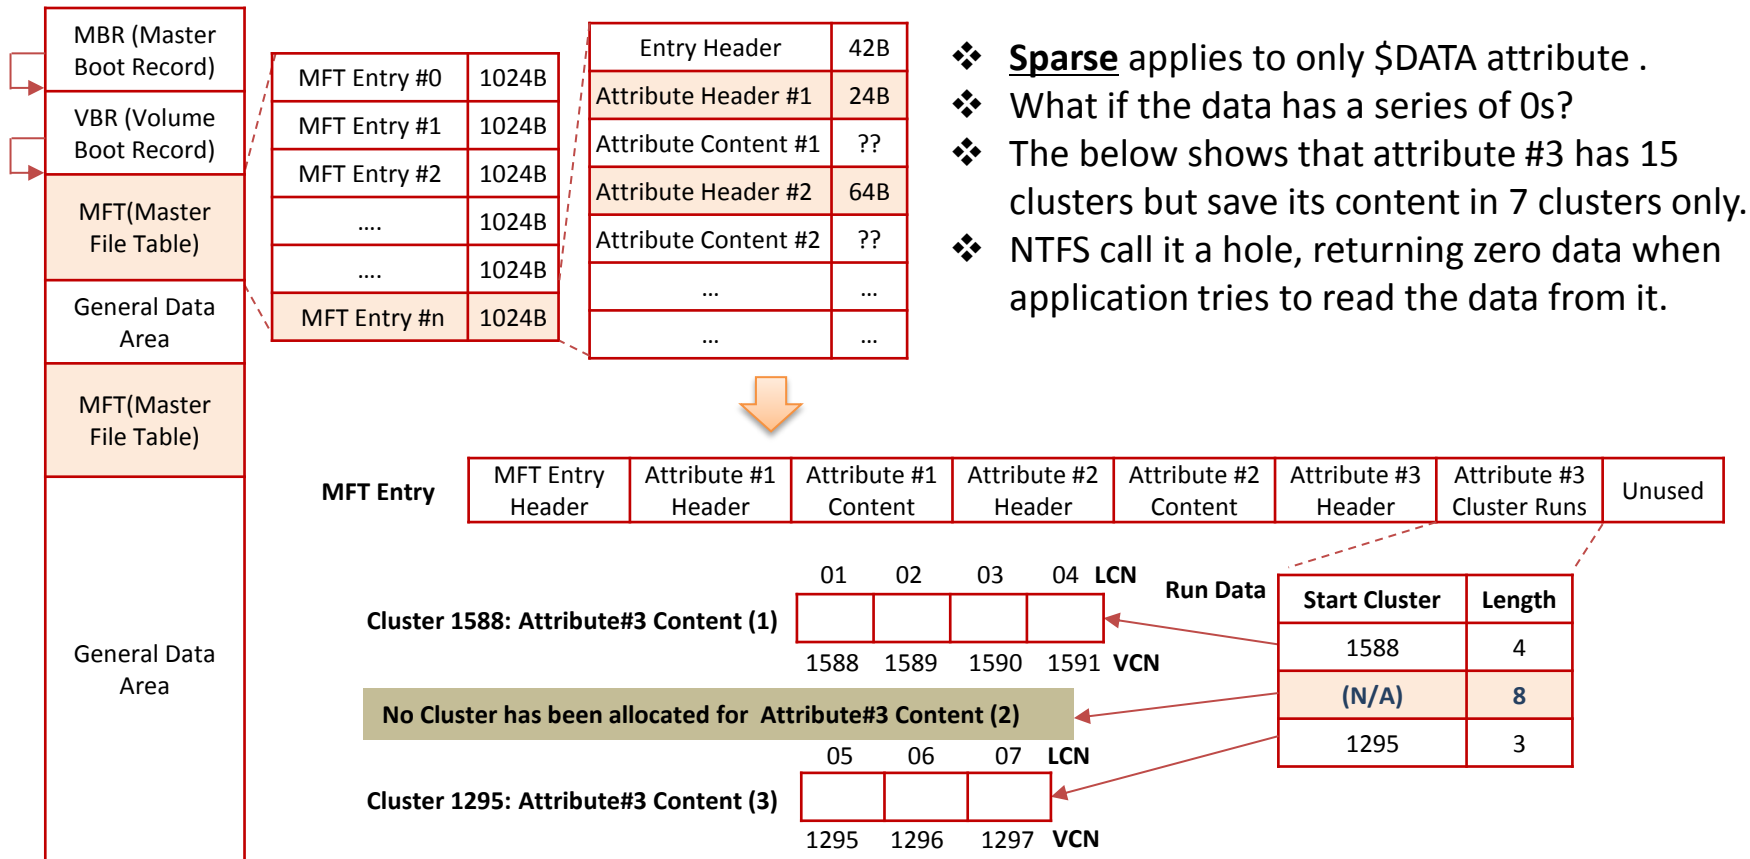 MBR (Master
Boot Record)
VBR (Volume
Boot Record)
MFT(Master
File Table)
General Data
Area
MFT(Master
File Table)
General Data
Area
MFT Entry #0 1024B
MFT Entry #1 1024B
MFT Entry #2 1024B
.... 1024B
.... 1024B
MFT Entry #n 1024B
Entry Header 42B
Attribute Header #1 24B
Attribute Content #1 ??
Attribute Header #2 64B
Attribute Content #2 ??
... ...
... ...
❖ Sparse applies to only $DATA attribute .
❖ What if the data has a series of 0s?
❖ The below shows that attribute #3 has 15
clusters but save its content in 7 clusters only.
❖ NTFS call it a hole, returning zero data when
application tries to read the data from it.
MFT Entry
MFT Entry
Header
Attribute #1
Header
Attribute #1
Content
Attribute #2
Header
Attribute #2
Content
Attribute #3
Header
Attribute #3
Cluster Runs
Unused
01 02 03 04 LCN
Cluster 1588: Attribute#3 Content (1)
1588 1589 1590 1591 VCN
No Cluster has been allocated for Attribute#3 Content (2)
05 06 07 LCN
Cluster 1295: Attribute#3 Content (3)
1295 1296 1297 VCN
Run Data
Start Cluster Length
1588 4
(N/A) 8
1295 3